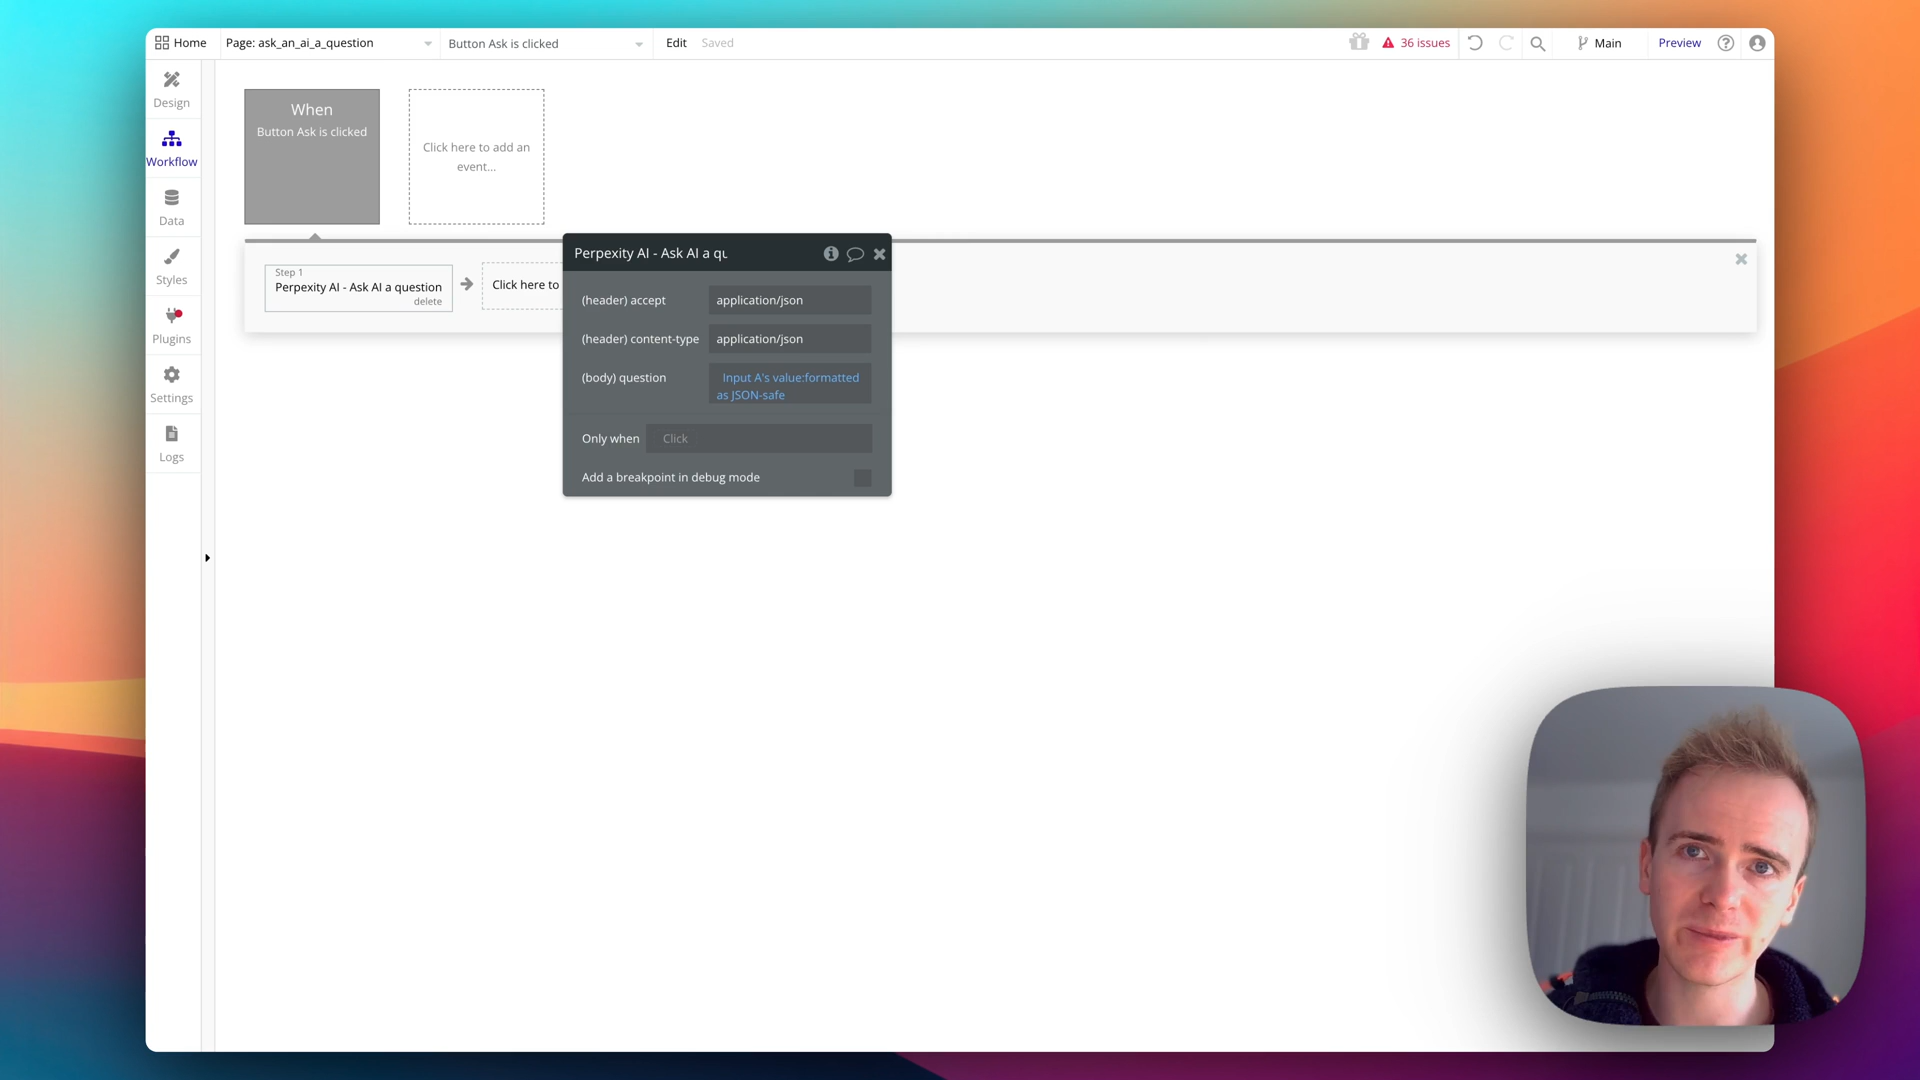 Home
Page: ask_an_ai_a_question
Button Ask is clicked
Edit
Saved
36 issues
Main
Preview
Design
Workflow
Data
Styles
Plugins
Settings
Logs
When
Button Ask is clicked
Click here to add an
event...
Step 1
Perpexity AI - Ask AI a question
delete
Click here to
Perpexity AI - Ask AI a qu
(header) accept
application/json
(header) content-type
application/json
(body) question
Input A's value:formatted
as JSON-safe
Only when
Click
Add a breakpoint in debug mode